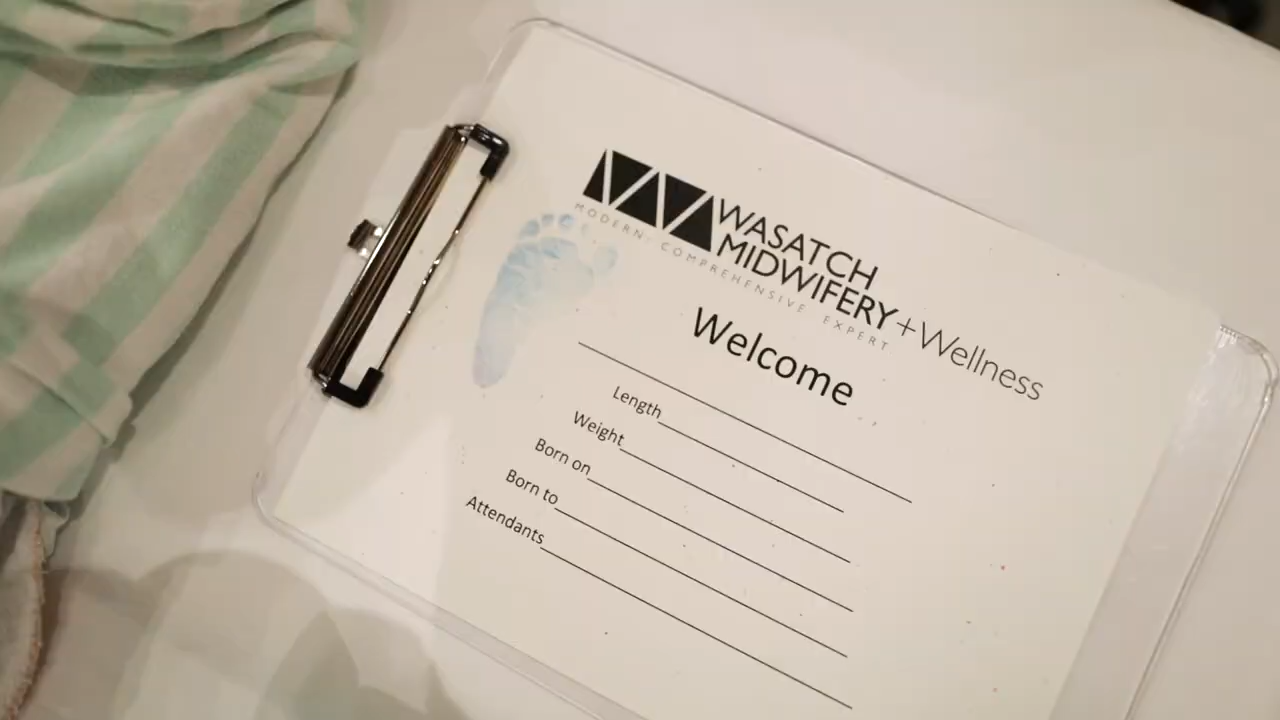 WASATCH
MIDWIFERY +Wellness
MODERN· COMPREHENSIVE· EXPERT
Welcome
Length
Weight
Born on
Born to
Attendants